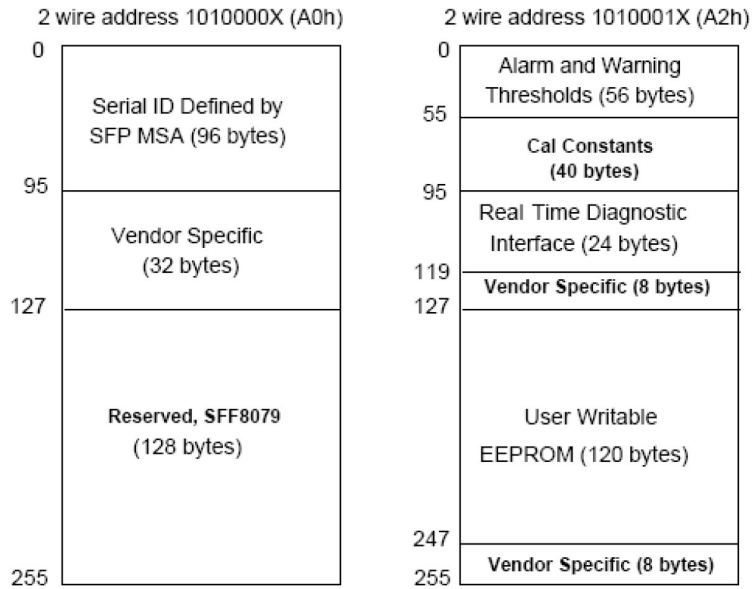 2 wire address 1010000X (A0h)
0
Serial ID Defined by
SFP MSA (96 bytes)
95
Vendor Specific
(32 bytes)
127
Reserved, SFF8079
(128 bytes)
255
2 wire address 1010001X (A2h)
0
Alarm and Warning
Thresholds (56 bytes)
55
Cal Constants
(40 bytes)
95
Real Time Diagnostic
Interface (24 bytes)
119
Vendor Specific (8 bytes)
127
User Writable
EEPROM (120 bytes)
247
Vendor Specific (8 bytes)
255